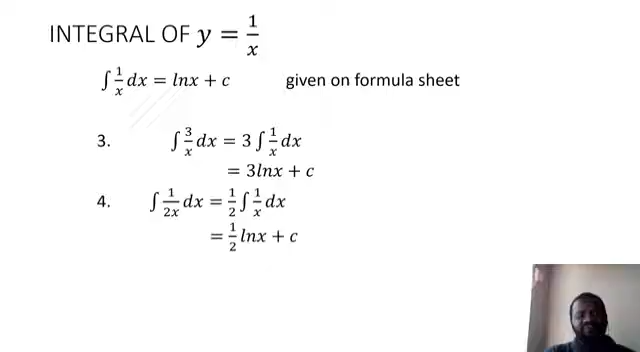 INTEGRAL OF y = 1/x
∫ 1/x dx = lnx + c given on formula sheet
3. ∫ 3/x dx = 3 ∫ 1/x dx
= 3lnx + c
4. ∫ 1/2x dx = 1/2 ∫ 1/x dx
= 1/2 lnx + c